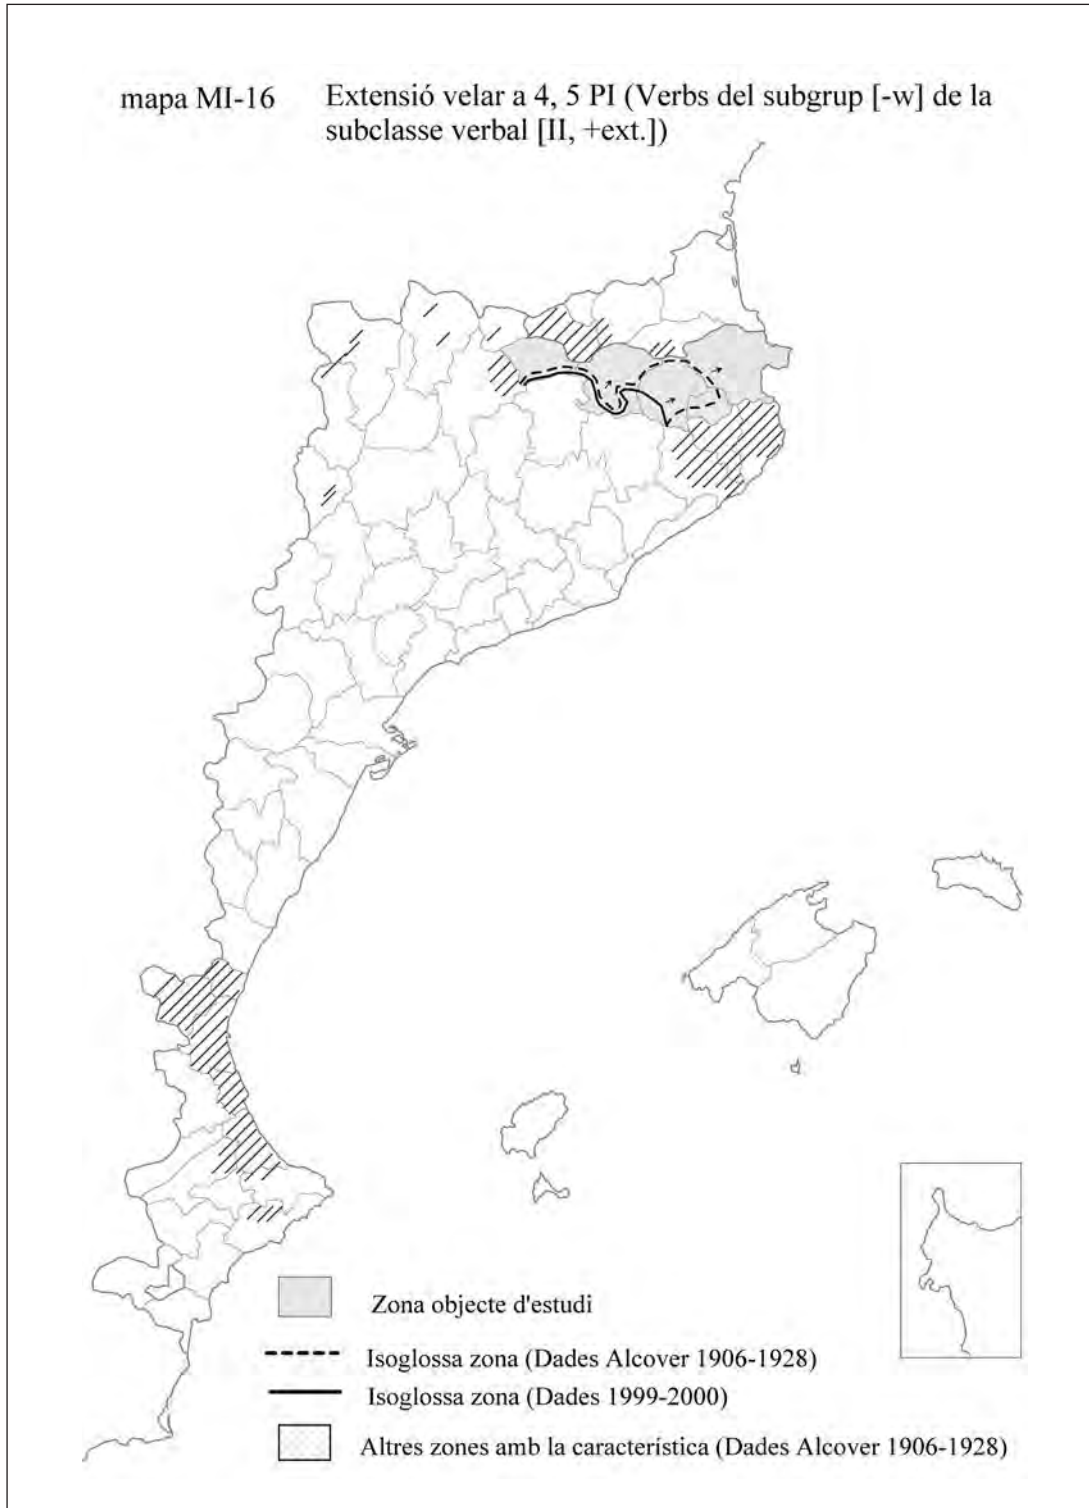 mapa MI-16 Extensió velar a 4, 5 PI (Verbs del subgrup [-w] de la
subclasse verbal [II, +ext.])
Zona objecte d'estudi
Isoglossa zona (Dades Alcover 1906-1928)
Isoglossa zona (Dades 1999-2000)
Altres zones amb la característica (Dades Alcover 1906-1928)